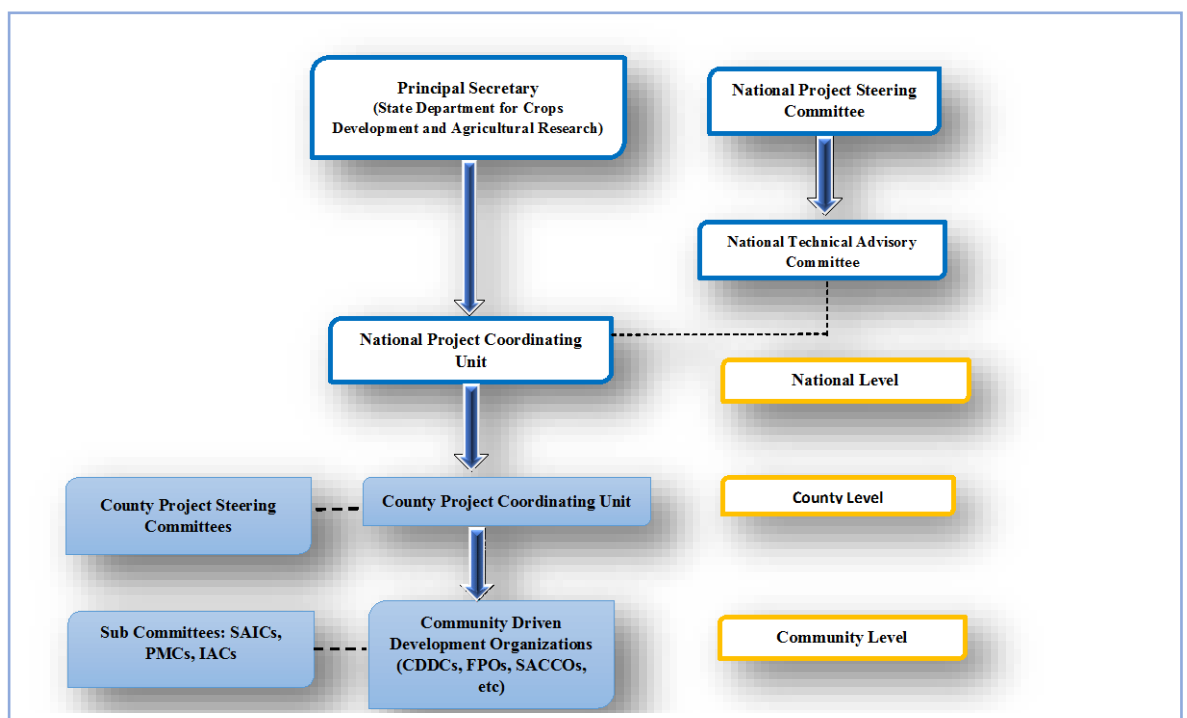 Principal Secretary
(State Department for Crops
Development and Agricultural Research)
National Project Steering
Committee
National Technical Advisory
Committee
National Project Coordinating
Unit
National Level
County Project Steering
Committees
County Project Coordinating Unit
County Level
Sub Committees: SAICs,
PMCs, IACs
Community Driven
Development Organizations
(CDDCs, FPOs, SACCOs,
etc)
Community Level